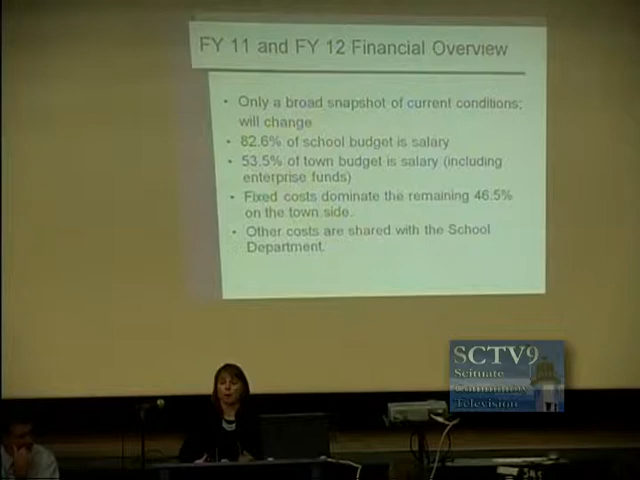 FY 11 and FY 12 Financial Overview
• Only a broad snapshot of current conditions;
will change
• 82.6% of school budget is salary
• 53.5% of town budget is salary (including
enterprise funds)
• Fixed costs dominate the remaining 46.5%
on the town side.
• Other costs are shared with the School
Department.
SCTV9
Scituate
Community
Television